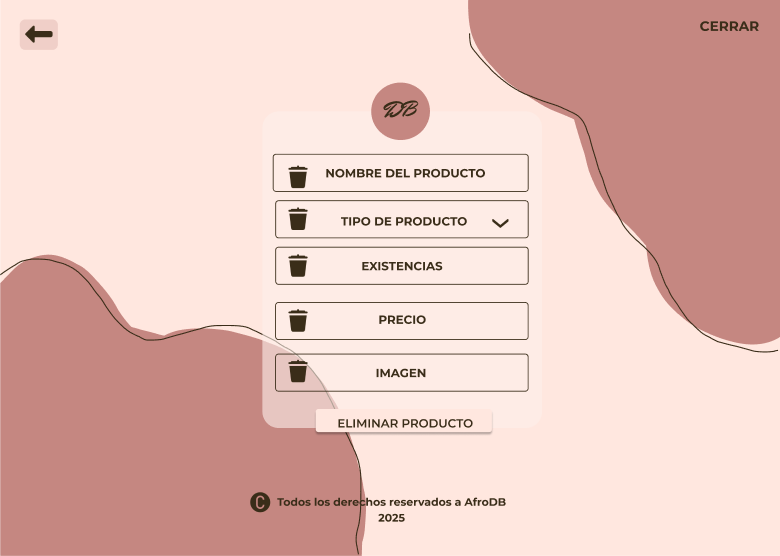 CERRAR
DB
NOMBRE DEL PRODUCTO
TIPO DE PRODUCTO
EXISTENCIAS
PRECIO
IMAGEN
ELIMINAR PRODUCTO
C Todos los derechos reservados a AfroDB
2025